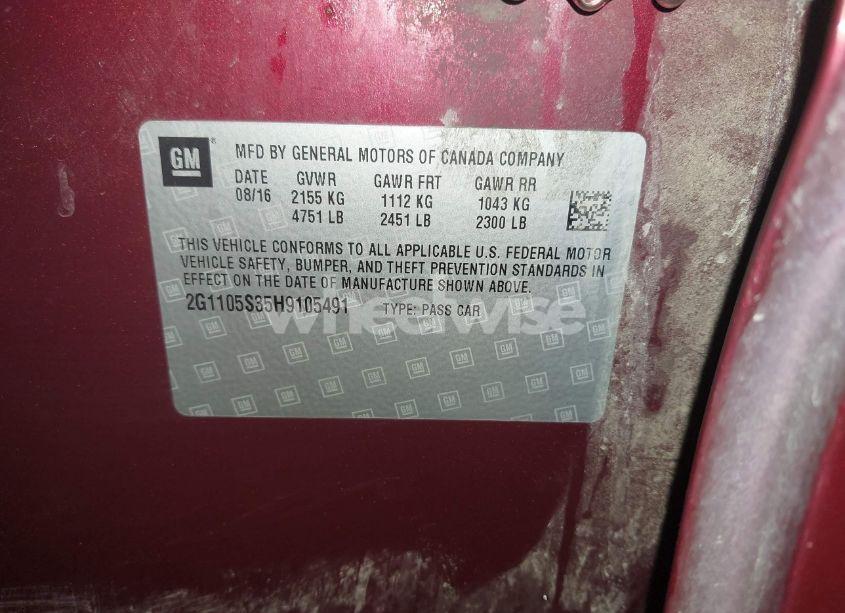 GM
MFD BY GENERAL MOTORS OF CANADA COMPANY
DATE GVWR GAWR FRT GAWR RR
08/16 2155 KG 1112 KG 1043 KG
4751 LB 2451 LB 2300 LB
THIS VEHICLE CONFORMS TO ALL APPLICABLE U.S. FEDERAL MOTOR
VEHICLE SAFETY, BUMPER, AND THEFT PREVENTION STANDARDS IN
EFFECT ON THE DATE OF MANUFACTURE SHOWN ABOVE.
2G1105S35H9105491 TYPE: PASS CAR
wheelwise